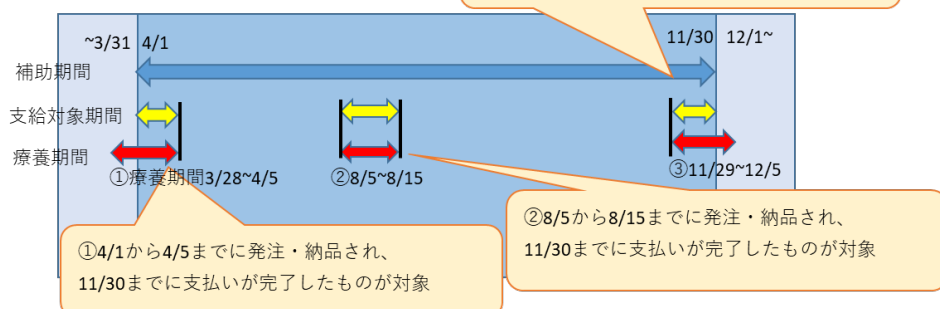 ~3/31 4/1 11/30 12/1~
補助期間
支給対象期間
療養期間
①療養期間3/28~4/5 ②8/5~8/15 ③11/29~12/5
②8/5から8/15までに発注・納品され、
11/30までに支払いが完了したものが対象
①4/1から4/5までに発注・納品され、
11/30までに支払いが完了したものが対象